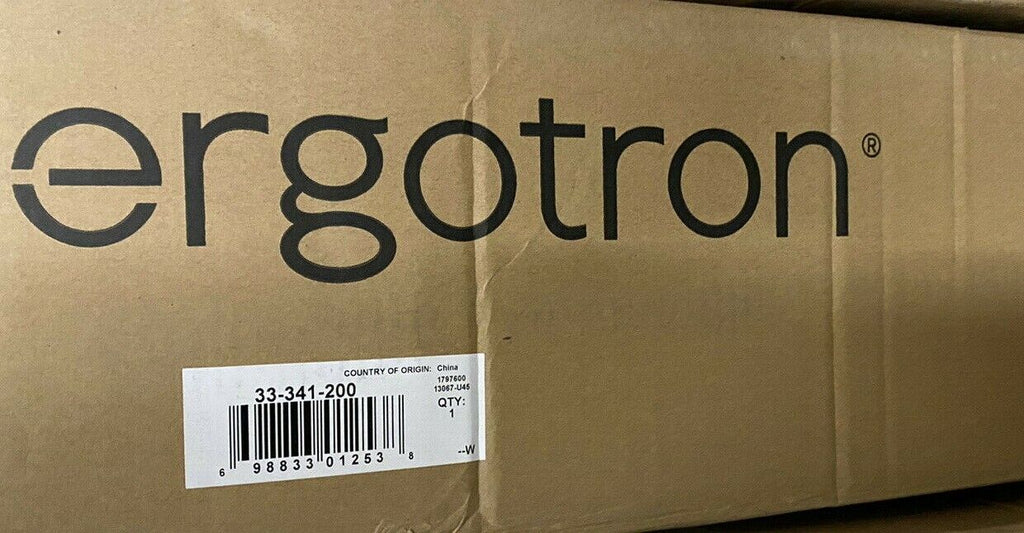 ergotron®
COUNTRY OF ORIGIN: China
1797600
33-341-200
13067-U45
QTY:
1
--W
6 98833 01253 8